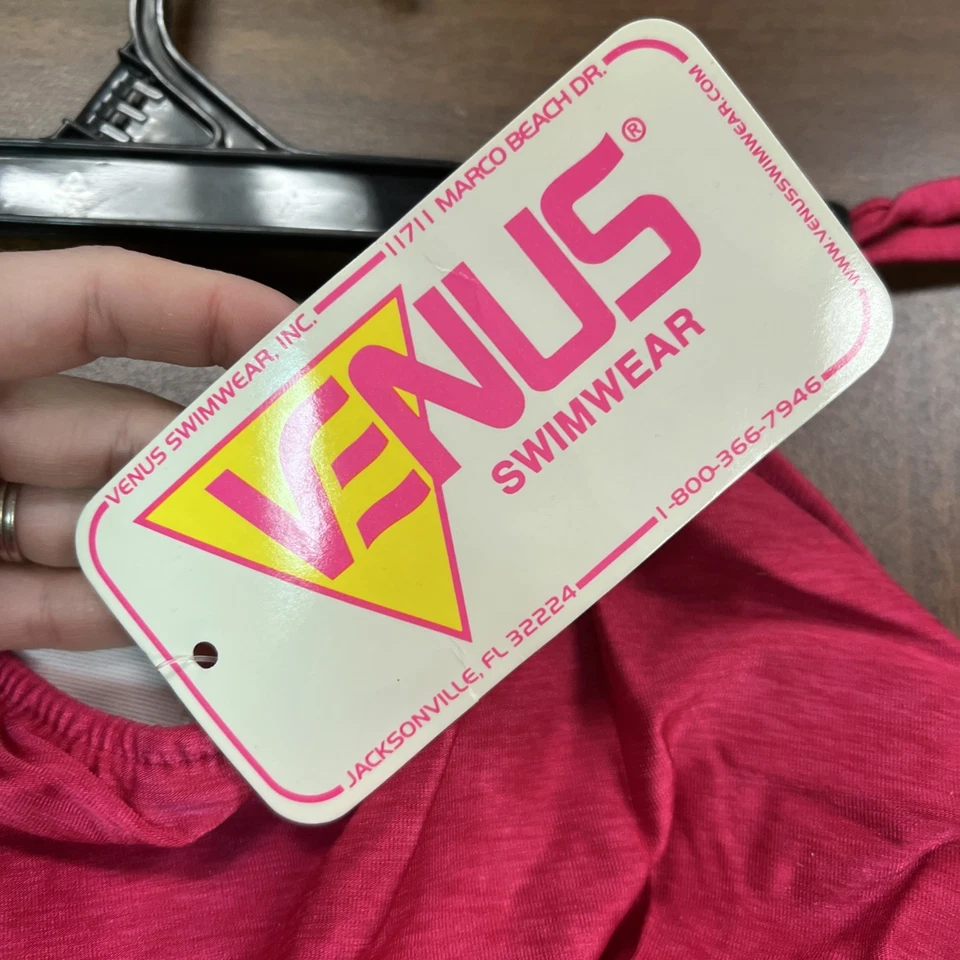 VENUS SWIMWEAR, INC.
11711 MARCO BEACH DR.
VENUS®
SWIMWEAR
JACKSONVILLE, FL 32224
1-800-366-7946
WWW.VENUSSWIMWEAR.COM